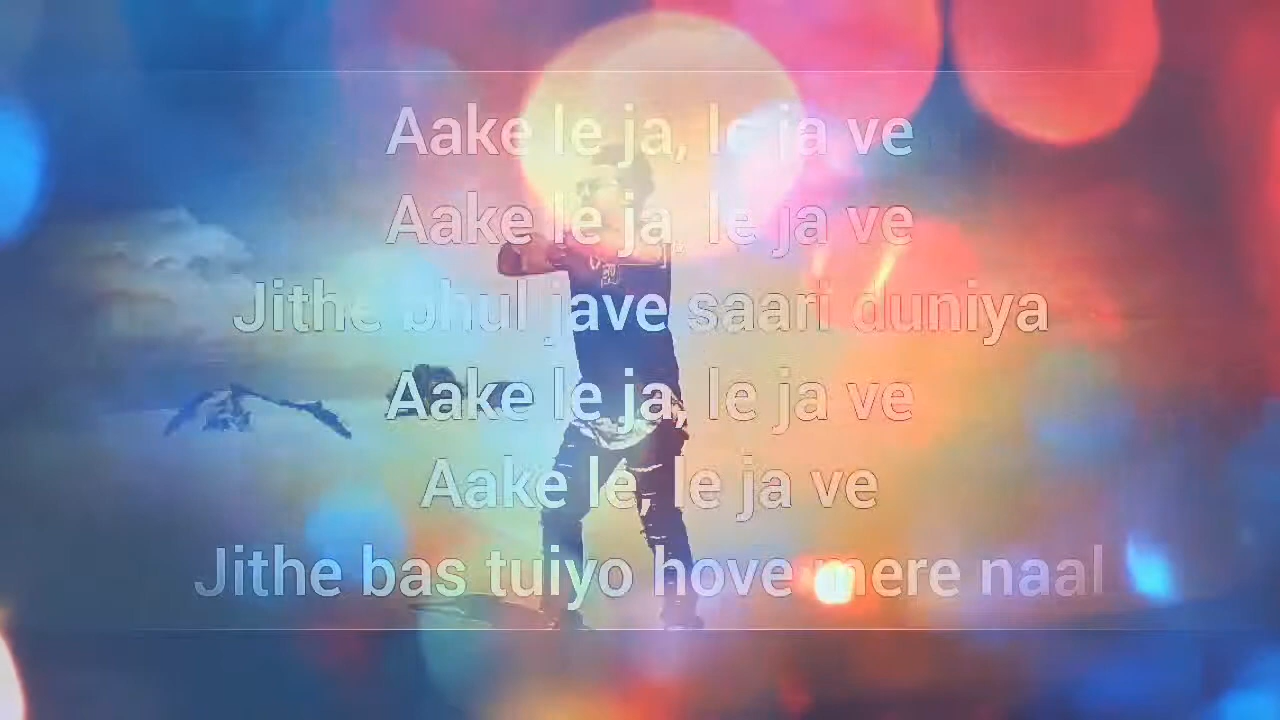 Aake le ja, le ja ve
Aake le ja, le ja ve
Jithe bhul jave saari duniya
Aake le ja, le ja ve
Aake le, le ja ve
Jithe bas tuiyo hove mere naal